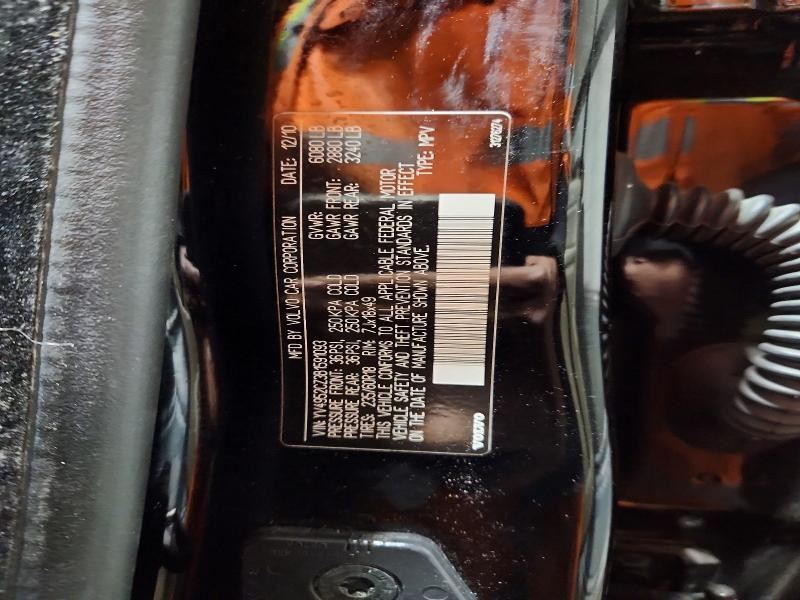 MFD BY VOLVO CAR CORPORATION DATE: 12/10
VIN: YV4952CZ3B1591093 GVWR: 6080 LB
PRESSURE FRONT: 36PSI, 250KPA COLD GAWR FRONT: 2880 LB
PRESSURE REAR: 36PSI, 250KPA COLD GAWR REAR: 3240 LB
TIRES: 235/60R18 RIM: 7Jx18x49 TYPE: MPV
THIS VEHICLE CONFORMS TO ALL APPLICABLE FEDERAL MOTOR
VEHICLE SAFETY AND THEFT PREVENTION STANDARDS IN EFFECT
ON THE DATE OF MANUFACTURE SHOWN ABOVE.
VOLVO